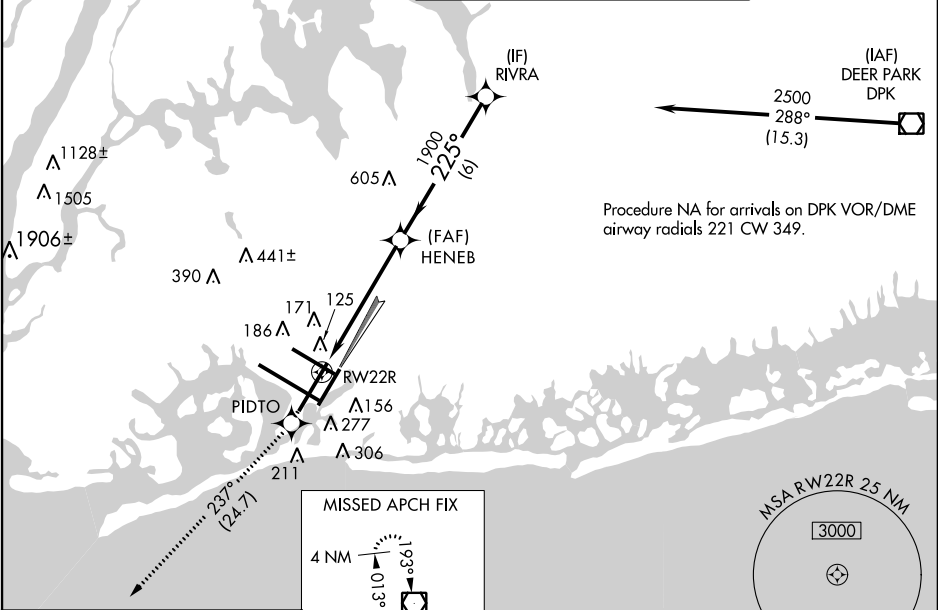 (IF)
RIVRA
(IAF)
DEER PARK
DPK
2500
288°
(15.3)
1128±
1505
1906±
605
1900
225°
(6)
Procedure NA for arrivals on DPK VOR/DME
airway radials 221 CW 349.
(FAF)
HENEB
441±
390
171
125
186
RW22R
PIDTO
156
277
306
211
237°
(24.7)
MISSED APCH FIX
4 NM
193°
013°
MSA RW22R 25 NM
3000